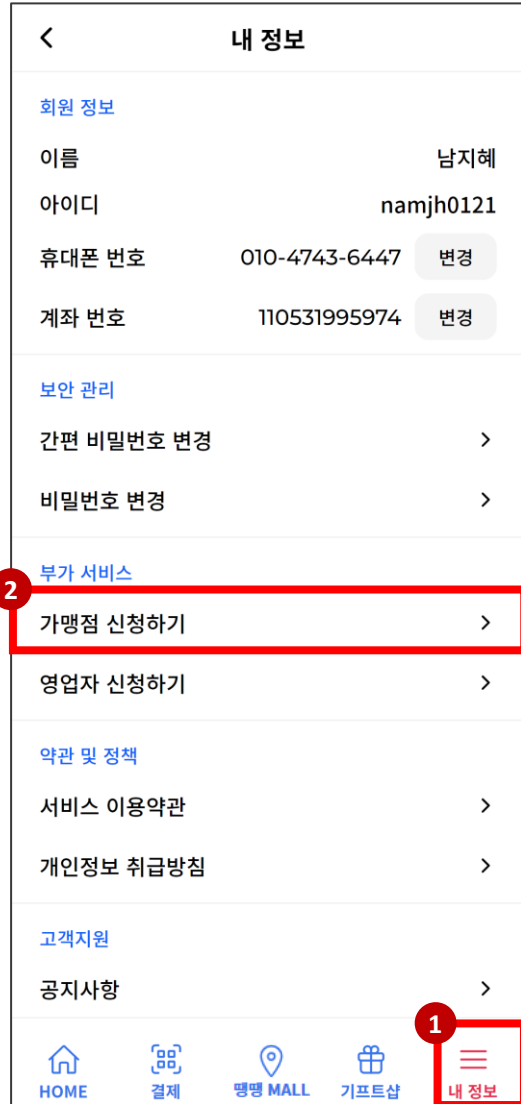 내 정보
회원 정보
이름 남지혜
아이디 namjh0121
휴대폰 번호 010-4743-6447 변경
계좌 번호 110531995974 변경
보안 관리
간편 비밀번호 변경
비밀번호 변경
부가 서비스
2
가맹점 신청하기
영업자 신청하기
약관 및 정책
서비스 이용약관
개인정보 취급방침
고객지원
공지사항
1
HOME 결제 땡땡 MALL 기프트샵 내 정보